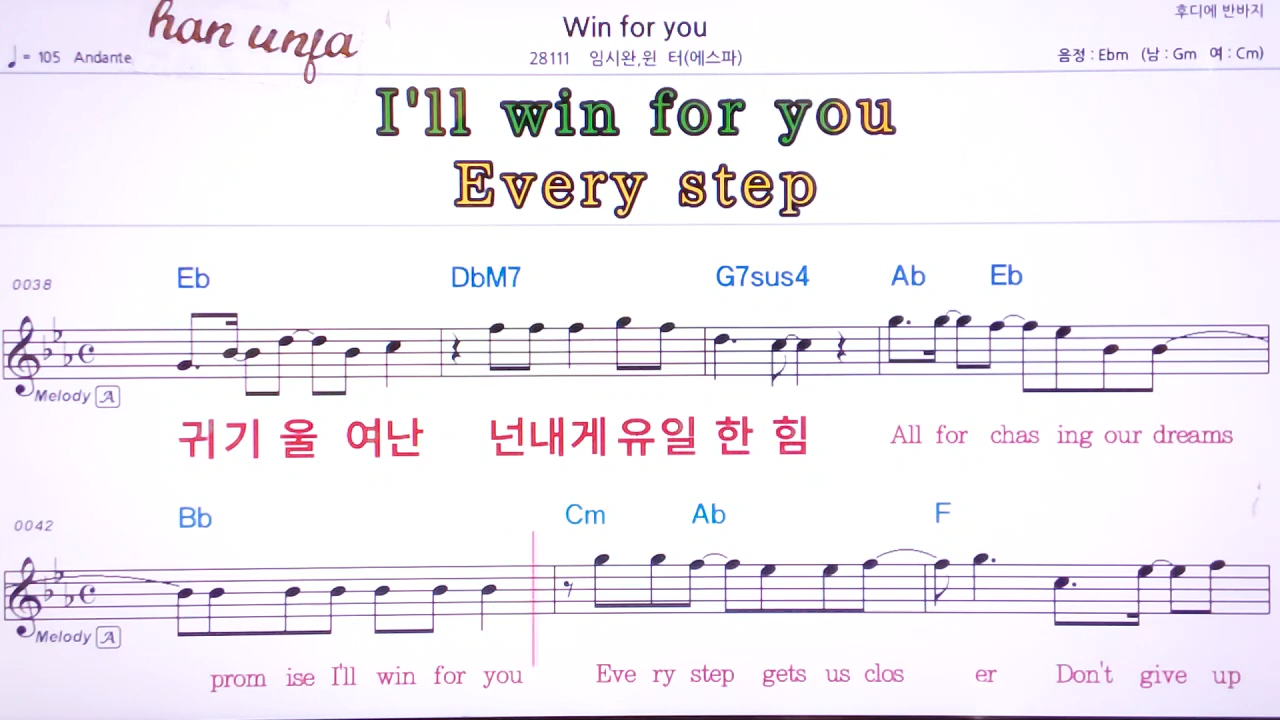 han unja
Win for you
후디에 반바지
♩= 105 Andante
28111 임시완,윈 터(에스파)
음정 : Ebm (남 : Gm 여 : Cm)
I'll win for you
Every step
0038 Eb DbM7 G7sus4 Ab Eb
Melody A
귀기 울 여난 넌내게 유일 한 힘 All for chas ing our dreams
0042 Bb Cm Ab F
Melody A
prom ise I'll win for you Eve ry step gets us clos er Don't give up